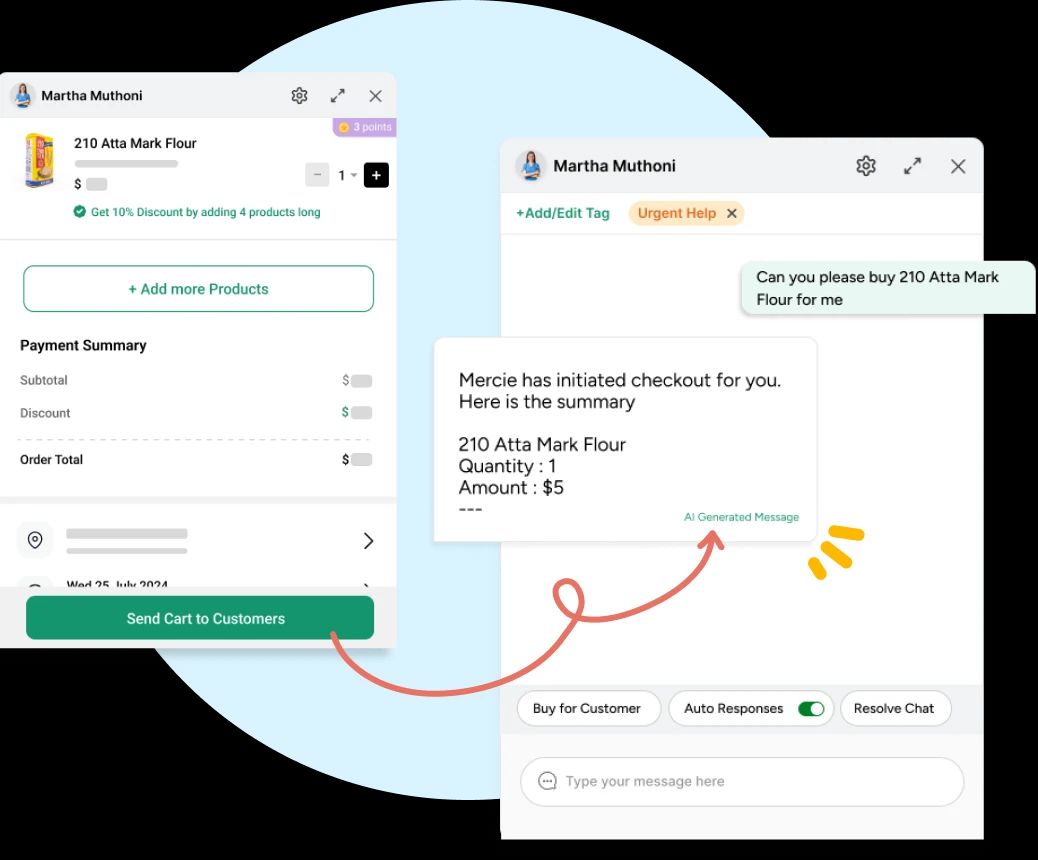 Martha Muthoni
3 points
210 Atta Mark Flour
$
− 1 +
Get 10% Discount by adding 4 products long
+ Add more Products
Payment Summary
Subtotal $
Discount $
Order Total $
Wed 25 July 2024
Send Cart to Customers
Martha Muthoni
+Add/Edit Tag
Urgent Help
Can you please buy 210 Atta Mark
Flour for me
Mercie has initiated checkout for you.
Here is the summary
210 Atta Mark Flour
Quantity : 1
Amount : $5
---
AI Generated Message
Buy for Customer
Auto Responses
Resolve Chat
Type your message here